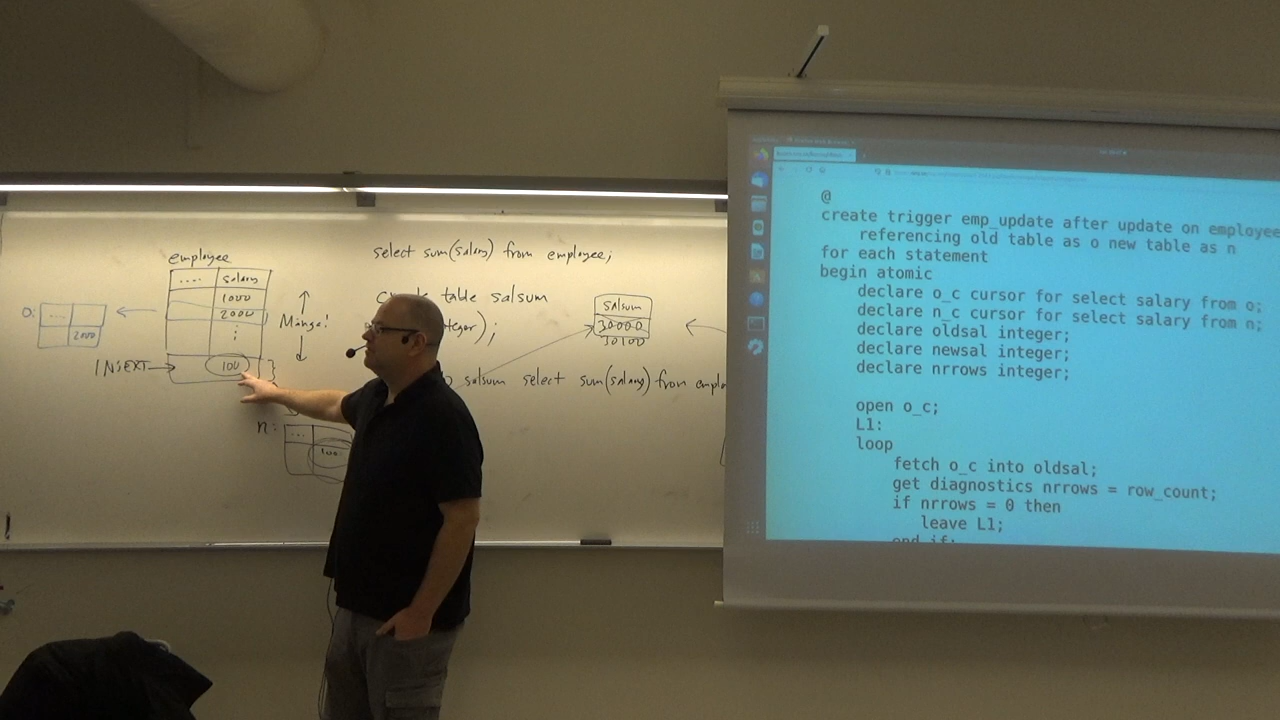 employee
.... salary
1000
2000
⋮
INSERT → 100
Många!
o:
...
2000
n:
...
100
select sum(salary) from employee;
table salsum
);
salsum select sum(salary) from emplo
salsum
30000
30100
@
create trigger emp_update after update on employee
referencing old table as o new table as n
for each statement
begin atomic
declare o_c cursor for select salary from o;
declare n_c cursor for select salary from n;
declare oldsal integer;
declare newsal integer;
declare nrrows integer;
open o_c;
L1:
loop
fetch o_c into oldsal;
get diagnostics nrrows = row_count;
if nrrows = 0 then
leave L1;
end if;